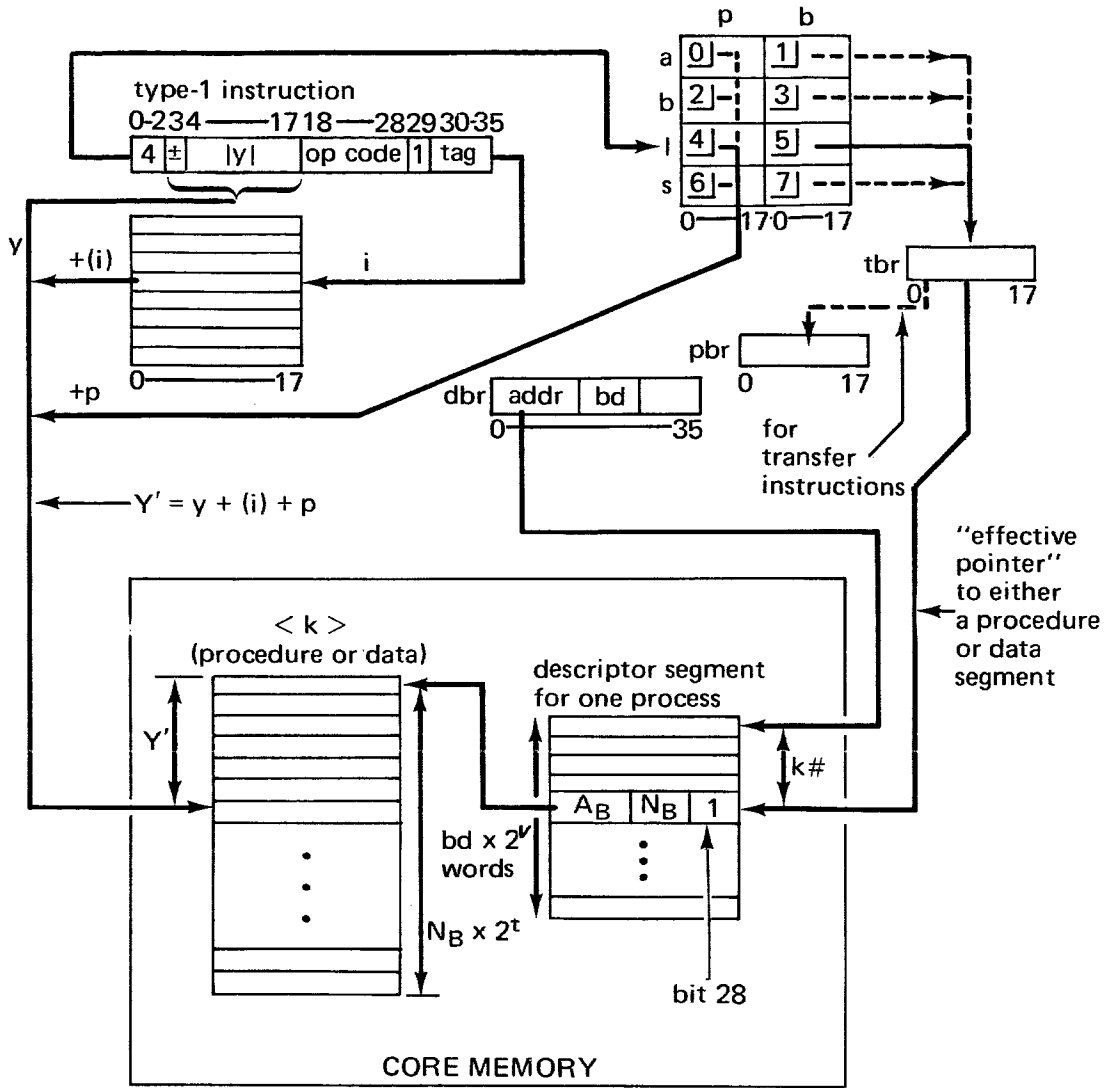 p b
a 0 1
b 2 3
l 4 5
s 6 7
0 17 0 17
type-1 instruction
0-2 3 4 17 18 28 29 30-35
4 ± |y| op code 1 tag
y
+(i)
i
0 17
+p
tbr
0 17
pbr
0 17
dbr addr bd
0 35
for
transfer
instructions
Y' = y + (i) + p
"effective
pointer"
to either
a procedure
or data
segment
< k >
(procedure or data)
descriptor segment
for one process
Y'
k#
A_B N_B 1
bd x 2^ν
words
N_B x 2^t
bit 28
CORE MEMORY